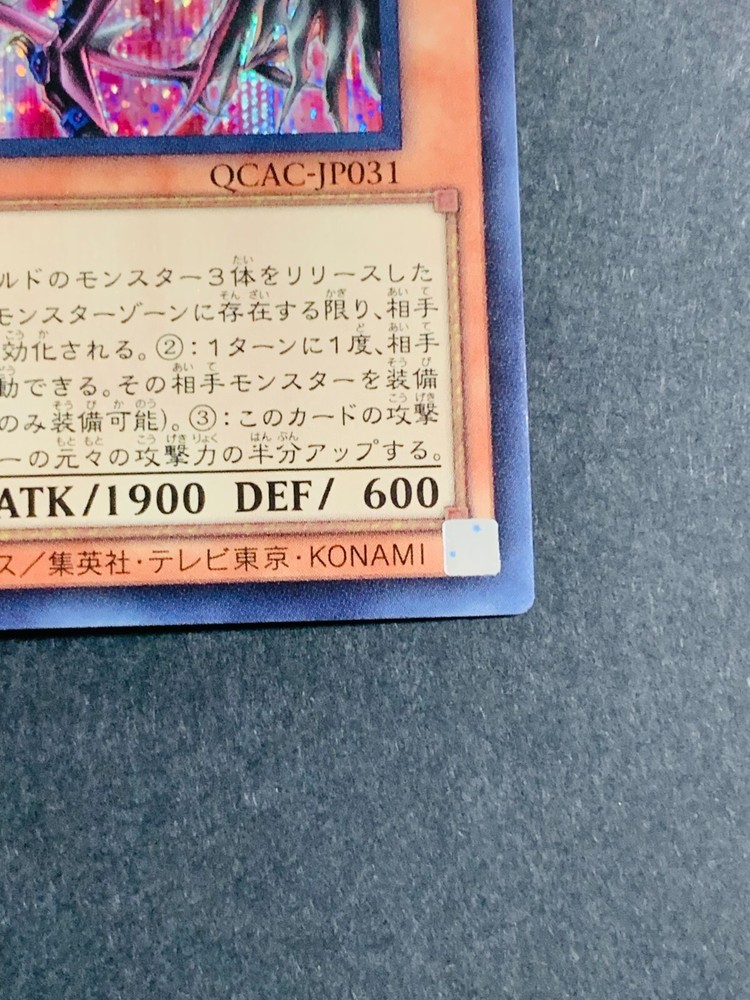 QCAC-JP031
ルドのモンスター3体をリリースした
モンスターゾーンに存在する限り、相手
効化される。②:1ターンに1度、相手
動できる。その相手モンスターを装備
のみ装備可能)。③:このカードの攻撃
ーの元々の攻撃力の半分アップする。
ATK/1900 DEF/ 600
ス/集英社・テレビ東京・KONAMI